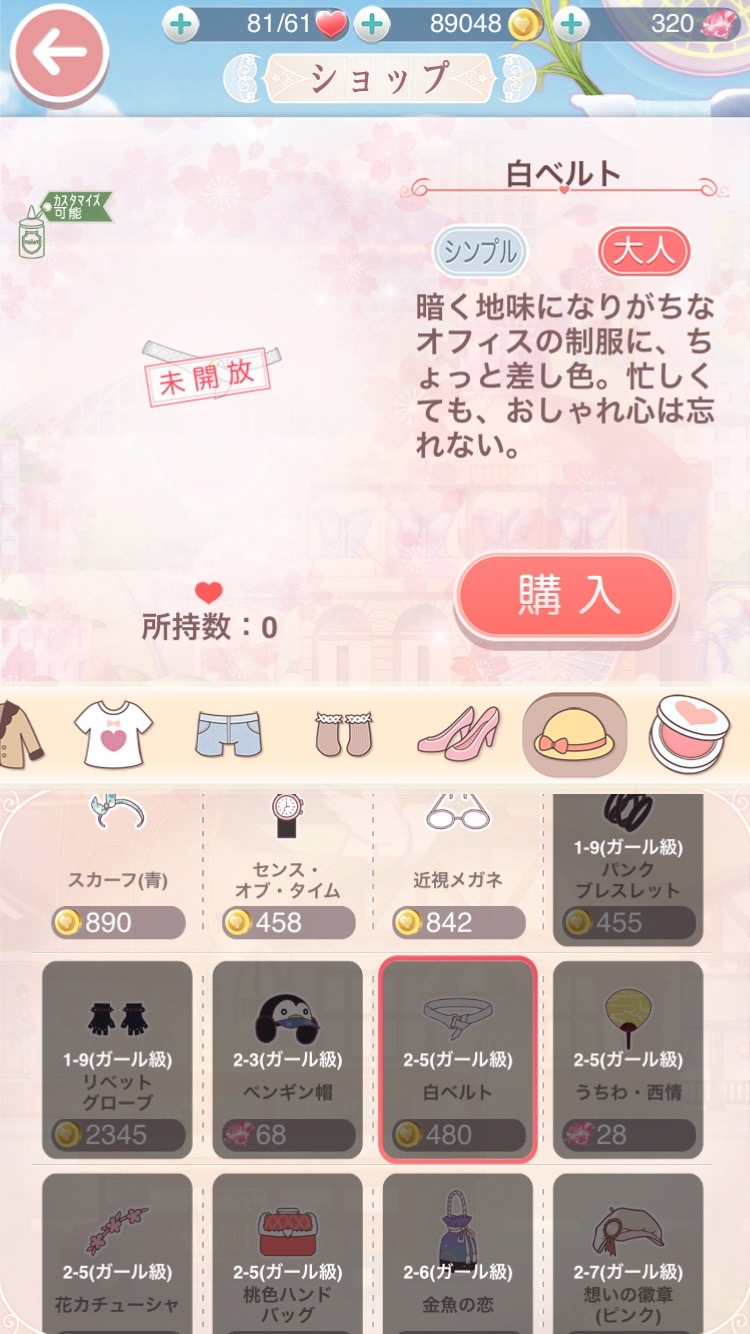 81/61
89048
320
ショップ
白ベルト
カスタマイズ
可能
シンプル
大人
暗く地味になりがちな
オフィスの制服に、ち
ょっと差し色。忙しく
ても、おしゃれ心は忘
れない。
未開放
所持数：0
購入
スカーフ(青)
890
センス・
オブ・タイム
458
近視メガネ
842
1-9(ガール級)
パンク
ブレスレット
455
1-9(ガール級)
リベット
グローブ
2345
2-3(ガール級)
ペンギン帽
68
2-5(ガール級)
白ベルト
480
2-5(ガール級)
うちわ・西情
28
2-5(ガール級)
花カチューシャ
2-5(ガール級)
桃色ハンド
バッグ
2-6(ガール級)
金魚の恋
2-7(ガール級)
想いの徽章
(ピンク)